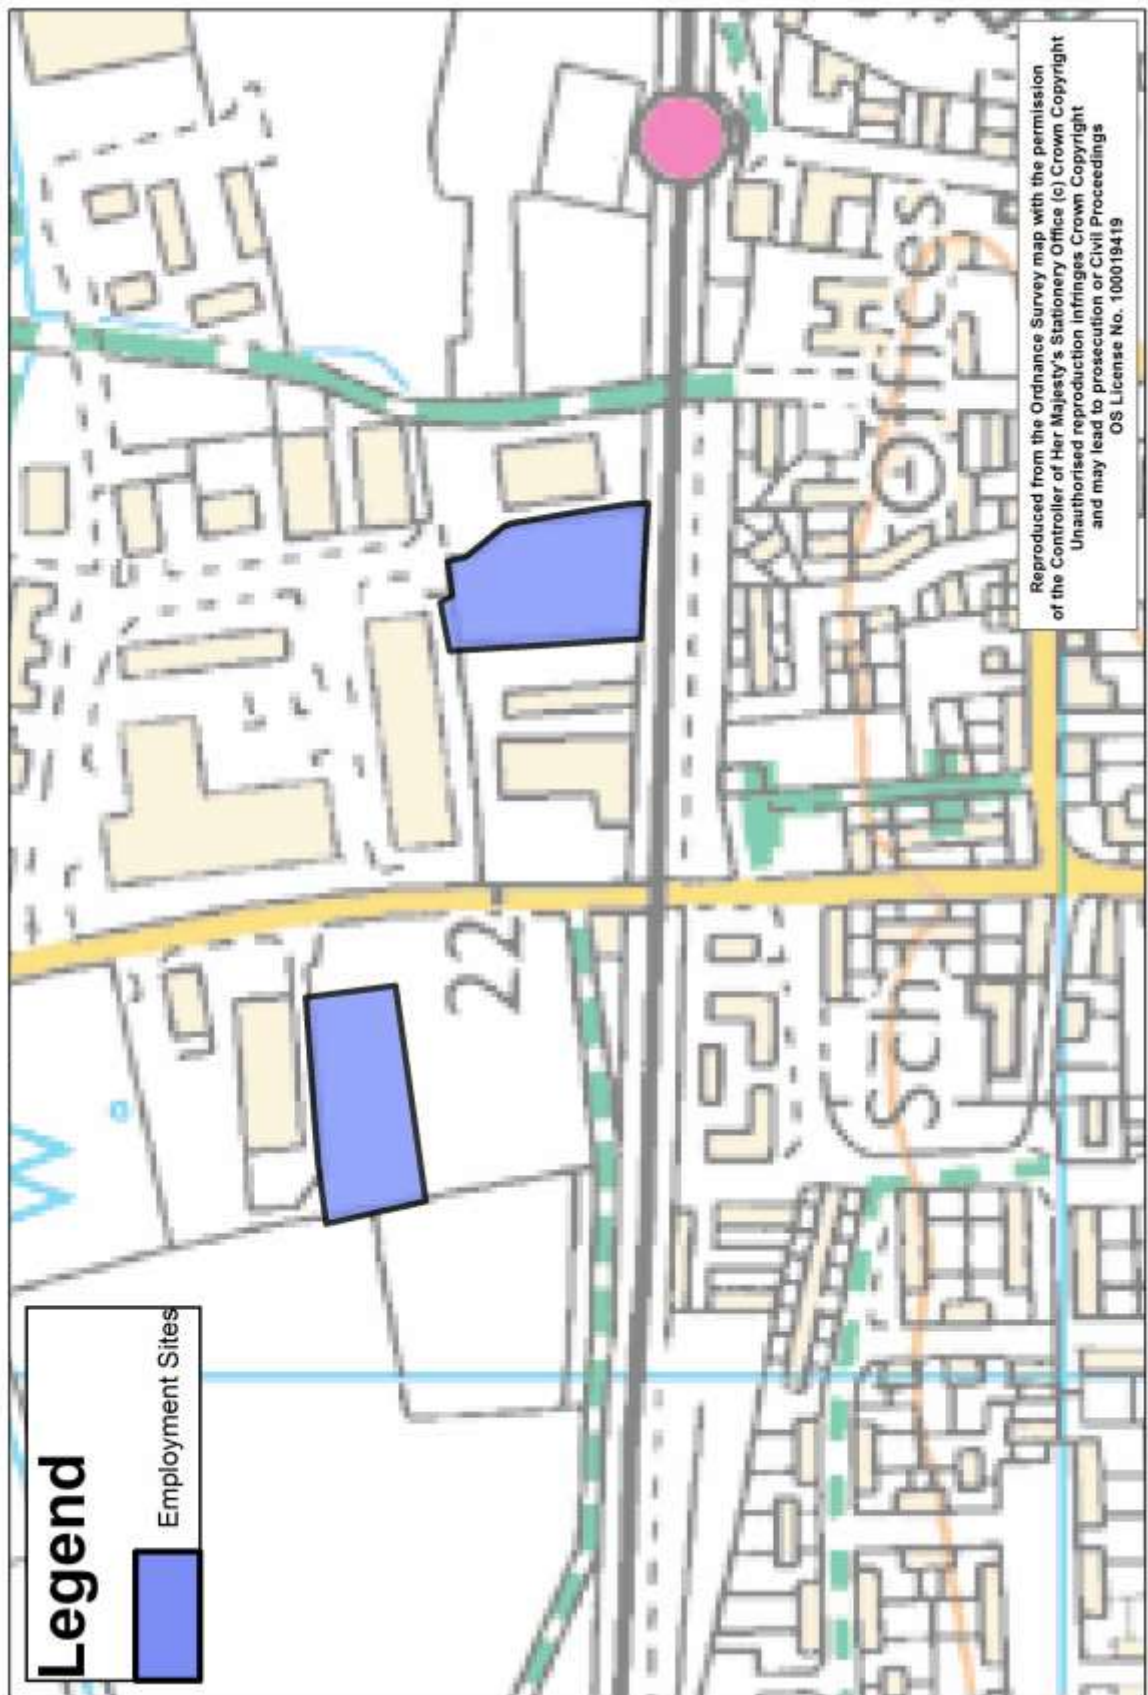 Legend
Employment Sites
22
Sch
Offices
W
Reproduced from the Ordnance Survey map with the permission
of the Controller of Her Majesty's Stationery Office (c) Crown Copyright
Unauthorised reproduction infringes Crown Copyright
and may lead to prosecution or Civil Proceedings
OS License No. 100019419